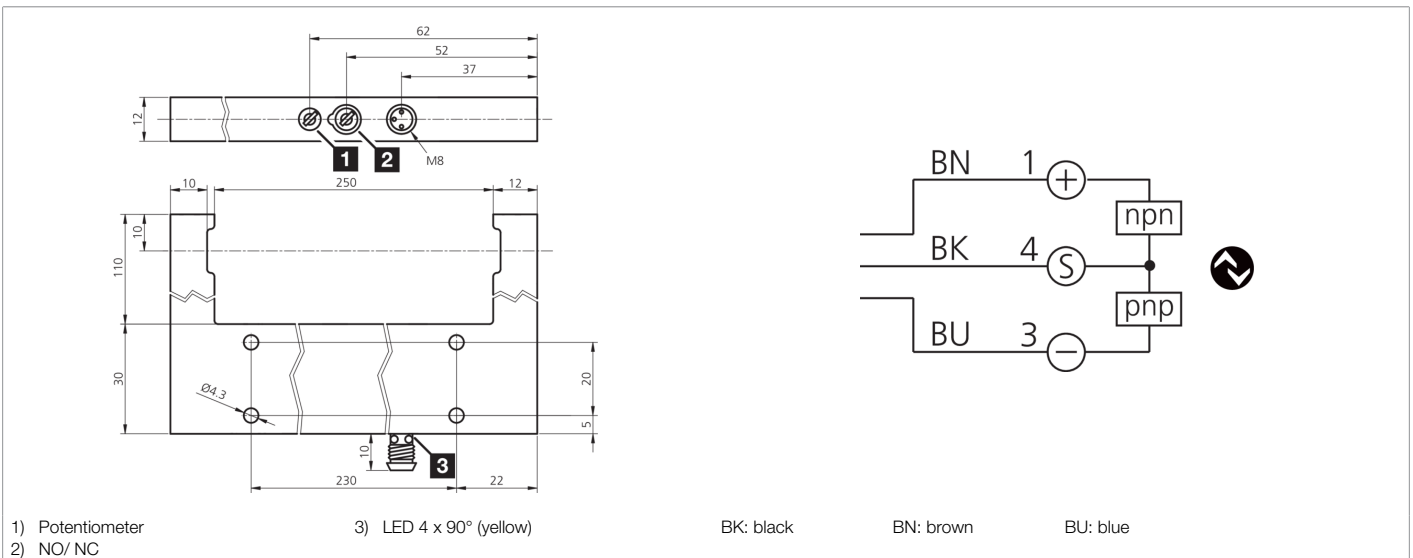 62
52
37
12
1
2
M8
10
250
12
10
110
30
Ø4.3
20
5
10
3
230
22
BN 1 +
npn
BK 4 S
pnp
BU 3 −
1) Potentiometer 3) LED 4 x 90° (yellow) BK: black BN: brown BU: blue
2) NO/ NC